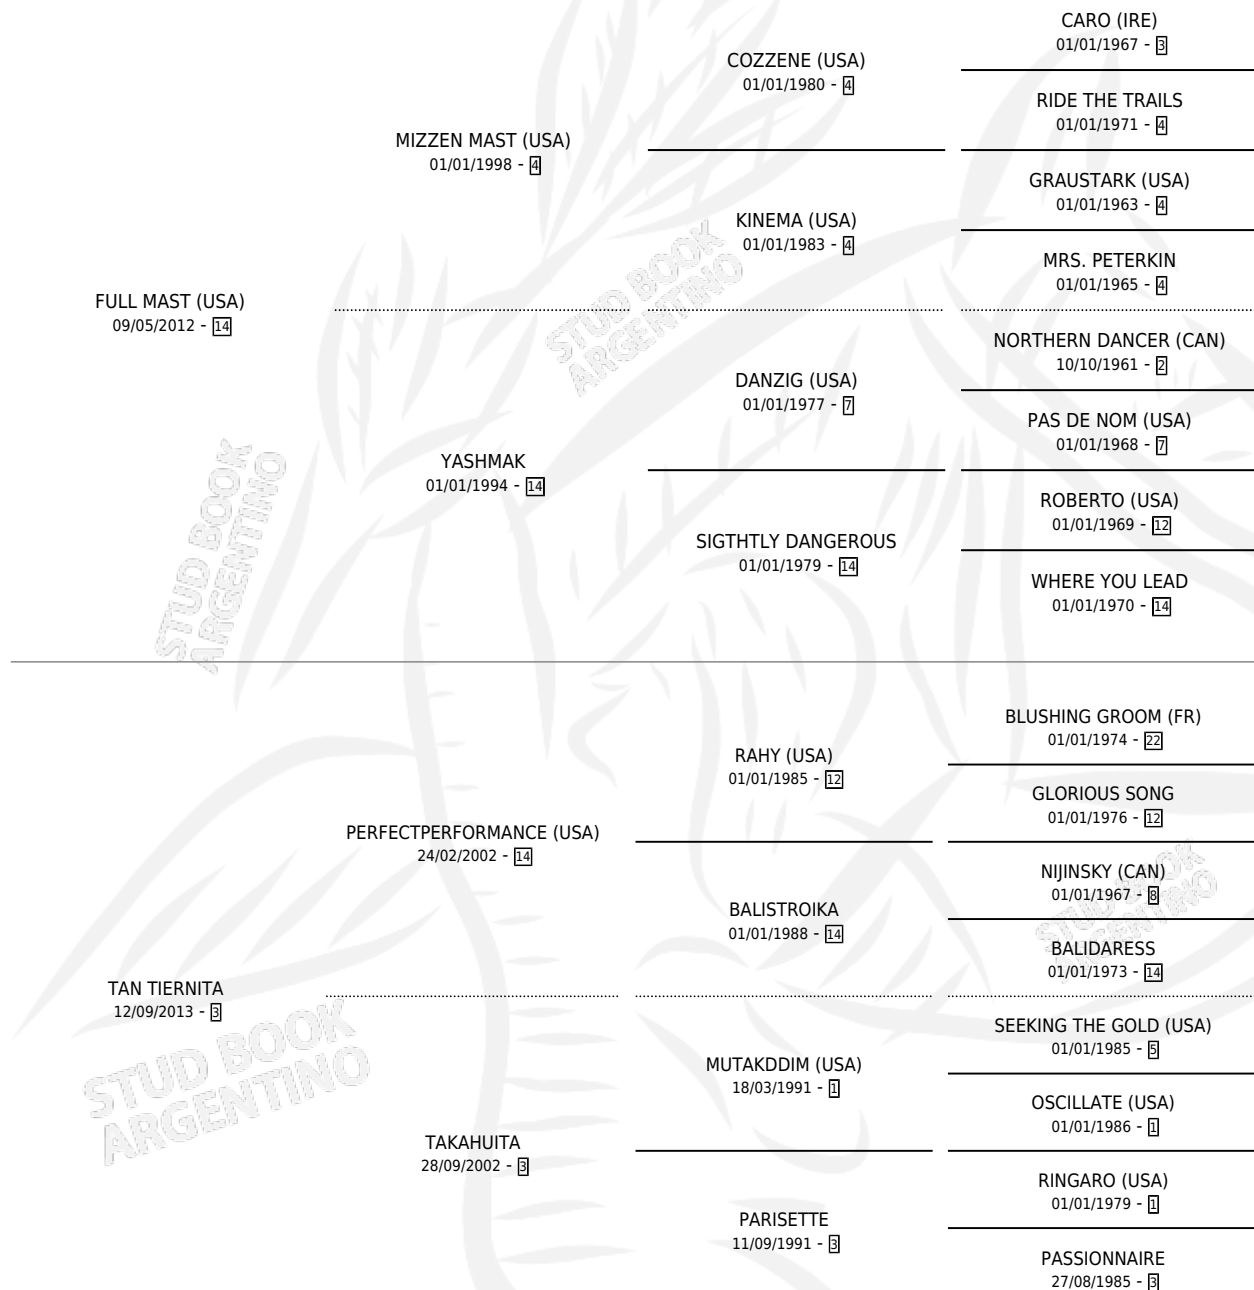 CARO (IRE)
01/01/1967 - 3
COZZENE (USA)
01/01/1980 - 4
RIDE THE TRAILS
01/01/1971 - 4
MIZZEN MAST (USA)
01/01/1998 - 4
GRAUSTARK (USA)
01/01/1963 - 4
KINEMA (USA)
01/01/1983 - 4
MRS. PETERKIN
01/01/1965 - 4
FULL MAST (USA)
09/05/2012 - 14
NORTHERN DANCER (CAN)
10/10/1961 - 2
DANZIG (USA)
01/01/1977 - 7
PAS DE NOM (USA)
01/01/1968 - 7
YASHMAK
01/01/1994 - 14
ROBERTO (USA)
01/01/1969 - 12
SIGTHTLY DANGEROUS
01/01/1979 - 14
WHERE YOU LEAD
01/01/1970 - 14
BLUSHING GROOM (FR)
01/01/1974 - 22
RAHY (USA)
01/01/1985 - 12
GLORIOUS SONG
01/01/1976 - 12
PERFECTPERFORMANCE (USA)
24/02/2002 - 14
NIJINSKY (CAN)
01/01/1967 - 8
BALISTROIKA
01/01/1988 - 14
BALIDARESS
01/01/1973 - 14
TAN TIERNITA
12/09/2013 - 3
SEEKING THE GOLD (USA)
01/01/1985 - 5
MUTAKDDIM (USA)
18/03/1991 - 1
OSCILLATE (USA)
01/01/1986 - 1
TAKAHUITA
28/09/2002 - 3
RINGARO (USA)
01/01/1979 - 1
PARISETTE
11/09/1991 - 3
PASSIONNAIRE
27/08/1985 - 3
STUD BOOK
ARGENTINO
STUD BOOK
ARGENTINO
STUD BOOK
ARGENTINO
STUD BOOK
ARGENTINO